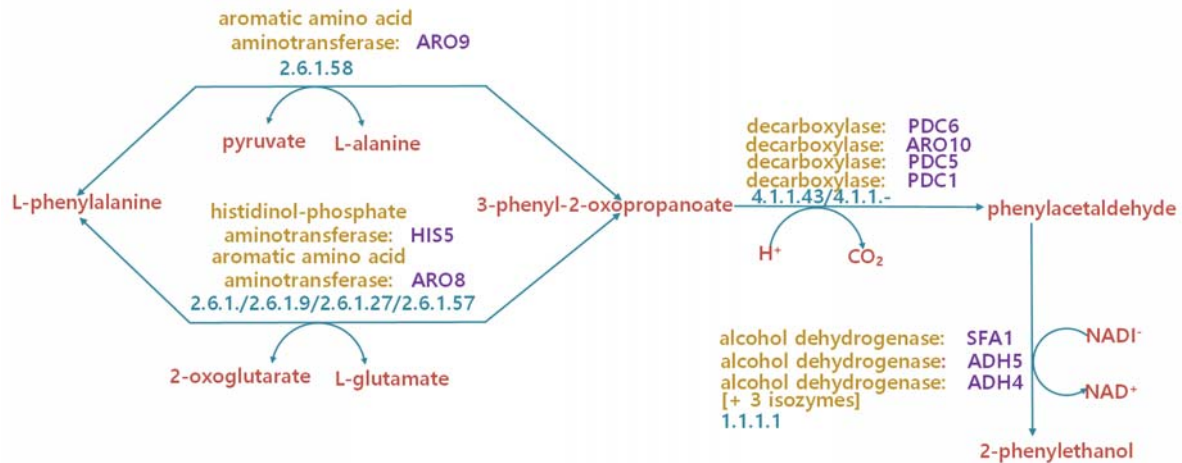 aromatic amino acid
aminotransferase: ARO9
2.6.1.58
pyruvate L-alanine
L-phenylalanine
histidinol-phosphate
aminotransferase: HIS5
aromatic amino acid
aminotransferase: ARO8
2.6.1./2.6.1.9/2.6.1.27/2.6.1.57
2-oxoglutarate L-glutamate
3-phenyl-2-oxopropanoate
decarboxylase: PDC6
decarboxylase: ARO10
decarboxylase: PDC5
decarboxylase: PDC1
4.1.1.43/4.1.1.-
H⁺ CO₂
phenylacetaldehyde
alcohol dehydrogenase: SFA1
alcohol dehydrogenase: ADH5
alcohol dehydrogenase: ADH4
[+ 3 isozymes]
1.1.1.1
NADI⁻
NAD⁺
2-phenylethanol